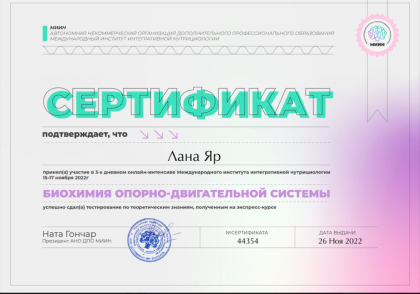 МИИН
АВТОНОМНАЯ НЕКОММЕРЧЕСКАЯ ОРГАНИЗАЦИЯ ДОПОЛНИТЕЛЬНОГО ПРОФЕССИОНАЛЬНОГО ОБРАЗОВАНИЯ
МЕЖДУНАРОДНЫЙ ИНСТИТУТ ИНТЕГРАТИВНОЙ НУТРИЦИОЛОГИИ
МИИН
СЕРТИФИКАТ
подтверждает, что
Лана Яр
принял(а) участие в 3-х дневном онлайн-интенсиве Международного института интегративной нутрициологии
15-17 ноября 2022г
БИОХИМИЯ ОПОРНО-ДВИГАТЕЛЬНОЙ СИСТЕМЫ
успешно сдал(а) тестирование по теоретическим знаниям, полученным на экспресс-курсе
Ната Гончар
Президент АНО ДПО МИИН
№СЕРТИФИКАТА
44354
ДАТА ВЫДАЧИ
26 Ноя 2022